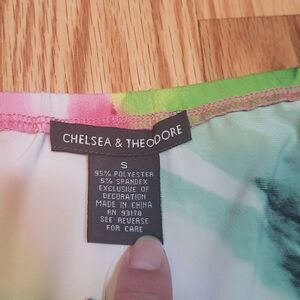 CHELSEA & THEODORE
S
95% POLYESTER
5% SPANDEX
EXCLUSIVE OF
DECORATION
MADE IN CHINA
RN 93178
SEE REVERSE
FOR CARE